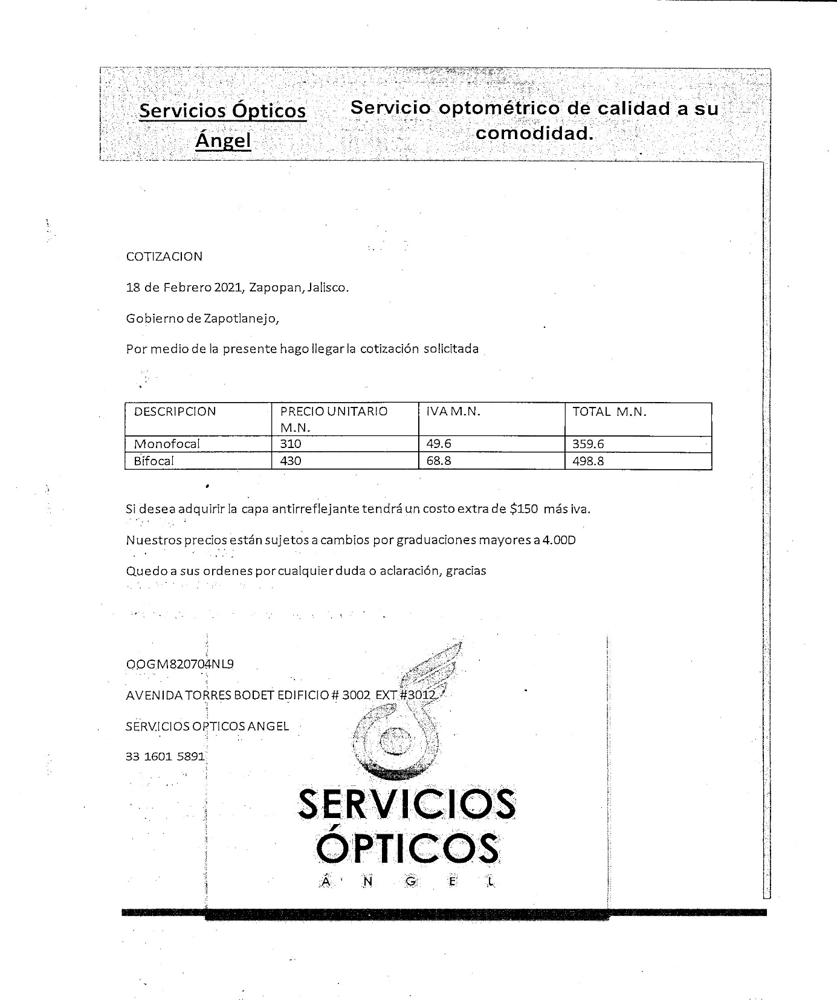 Servicios Ópticos
Ángel
Servicio optométrico de calidad a su
comodidad.
COTIZACION
18 de Febrero 2021, Zapopan, Jalisco.
Gobierno de Zapotlanejo,
Por medio de la presente hago llegar la cotización solicitada
DESCRIPCION PRECIO UNITARIO M.N. IVA M.N. TOTAL M.N.
Monofocal 310 49.6 359.6
Bifocal 430 68.8 498.8
Si desea adquirir la capa antirreflejante tendrá un costo extra de $150 más iva.
Nuestros precios están sujetos a cambios por graduaciones mayores a 4.00D
Quedo a sus ordenes por cualquier duda o aclaración, gracias
OOGM820704NL9
AVENIDA TORRES BODET EDIFICIO # 3002 EXT #3012
SERVICIOS OPTICOS ANGEL
33 1601 5891
SERVICIOS
ÓPTICOS
ÁNGEL